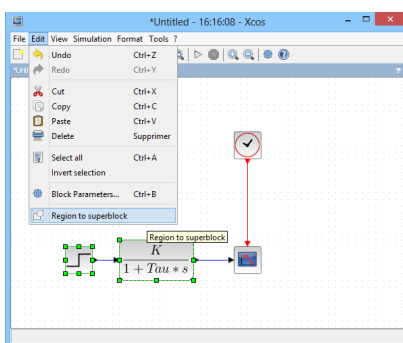 *Untitled - 16:16:08 - Xcos
File Edit View Simulation Format Tools ?
Undo Ctrl+Z
Redo Ctrl+Y
Cut Ctrl+X
Copy Ctrl+C
Paste Ctrl+V
Delete Supprimer
Select all Ctrl+A
Invert selection
Block Parameters... Ctrl+B
Region to superblock
Region to superblock
K
1 + Tau * s